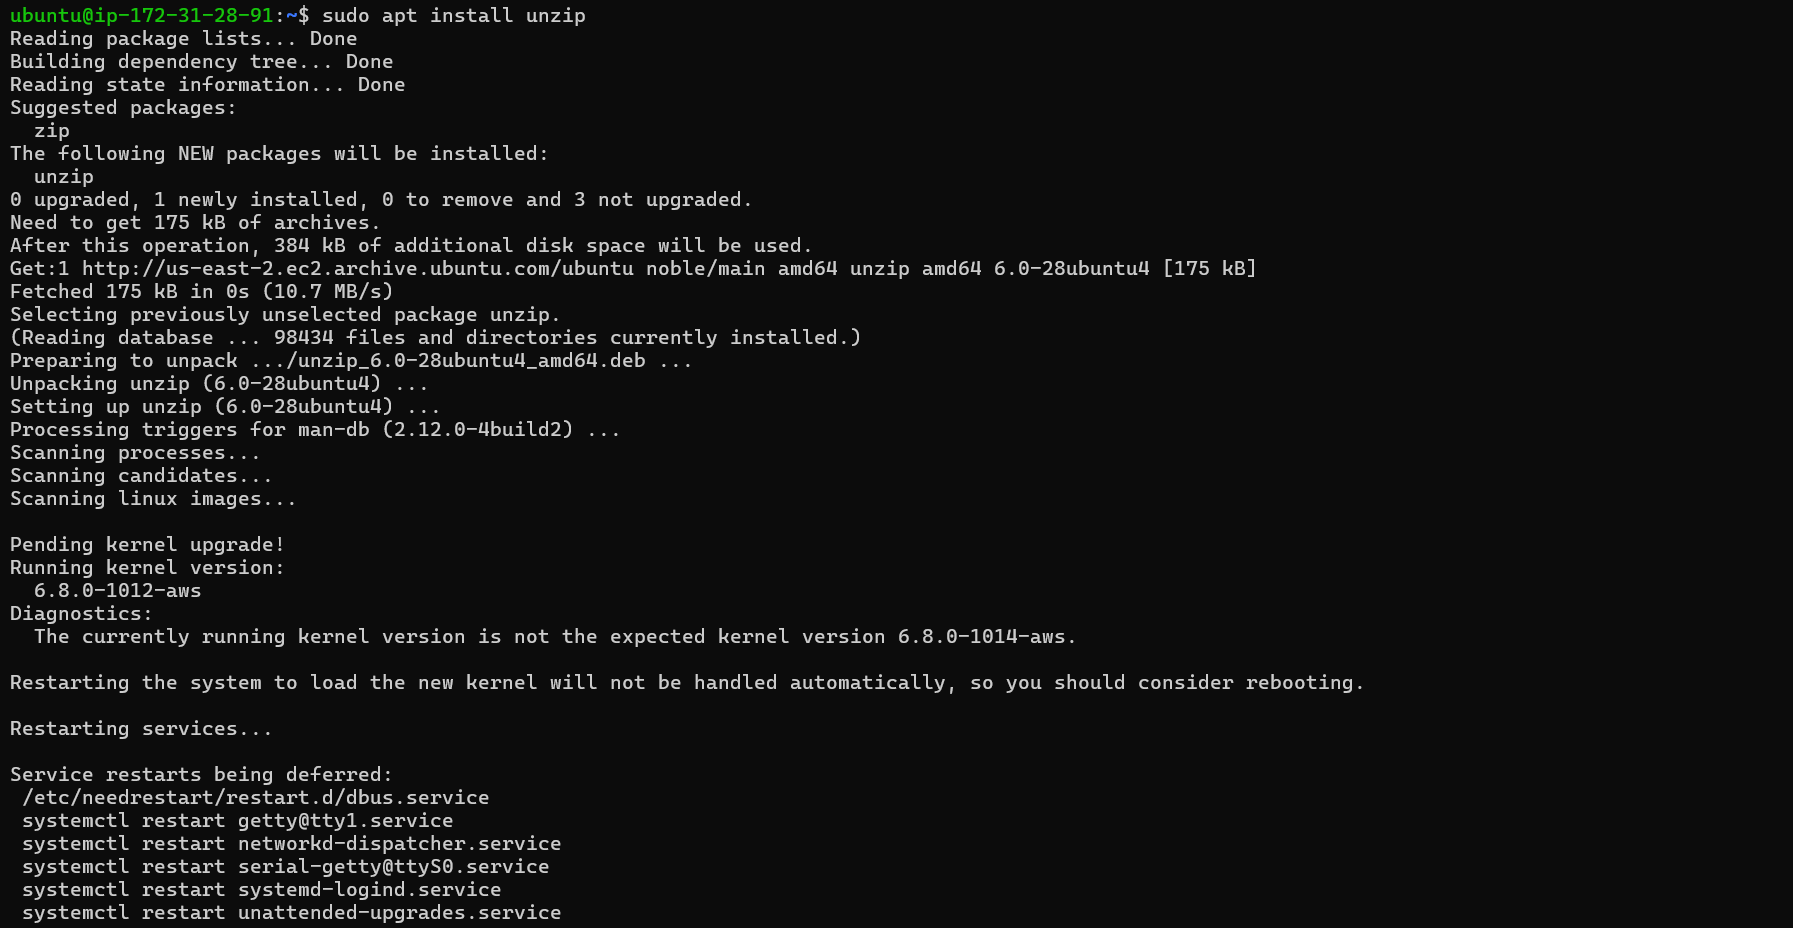 ubuntu@ip-172-31-28-91:~$ sudo apt install unzip
Reading package lists... Done
Building dependency tree... Done
Reading state information... Done
Suggested packages:
  zip
The following NEW packages will be installed:
  unzip
0 upgraded, 1 newly installed, 0 to remove and 3 not upgraded.
Need to get 175 kB of archives.
After this operation, 384 kB of additional disk space will be used.
Get:1 http://us-east-2.ec2.archive.ubuntu.com/ubuntu noble/main amd64 unzip amd64 6.0-28ubuntu4 [175 kB]
Fetched 175 kB in 0s (10.7 MB/s)
Selecting previously unselected package unzip.
(Reading database ... 98434 files and directories currently installed.)
Preparing to unpack .../unzip_6.0-28ubuntu4_amd64.deb ...
Unpacking unzip (6.0-28ubuntu4) ...
Setting up unzip (6.0-28ubuntu4) ...
Processing triggers for man-db (2.12.0-4build2) ...
Scanning processes...
Scanning candidates...
Scanning linux images...

Pending kernel upgrade!
Running kernel version:
  6.8.0-1012-aws
Diagnostics:
  The currently running kernel version is not the expected kernel version 6.8.0-1014-aws.

Restarting the system to load the new kernel will not be handled automatically, so you should consider rebooting.

Restarting services...

Service restarts being deferred:
 /etc/needrestart/restart.d/dbus.service
 systemctl restart getty@tty1.service
 systemctl restart networkd-dispatcher.service
 systemctl restart serial-getty@ttyS0.service
 systemctl restart systemd-logind.service
 systemctl restart unattended-upgrades.service